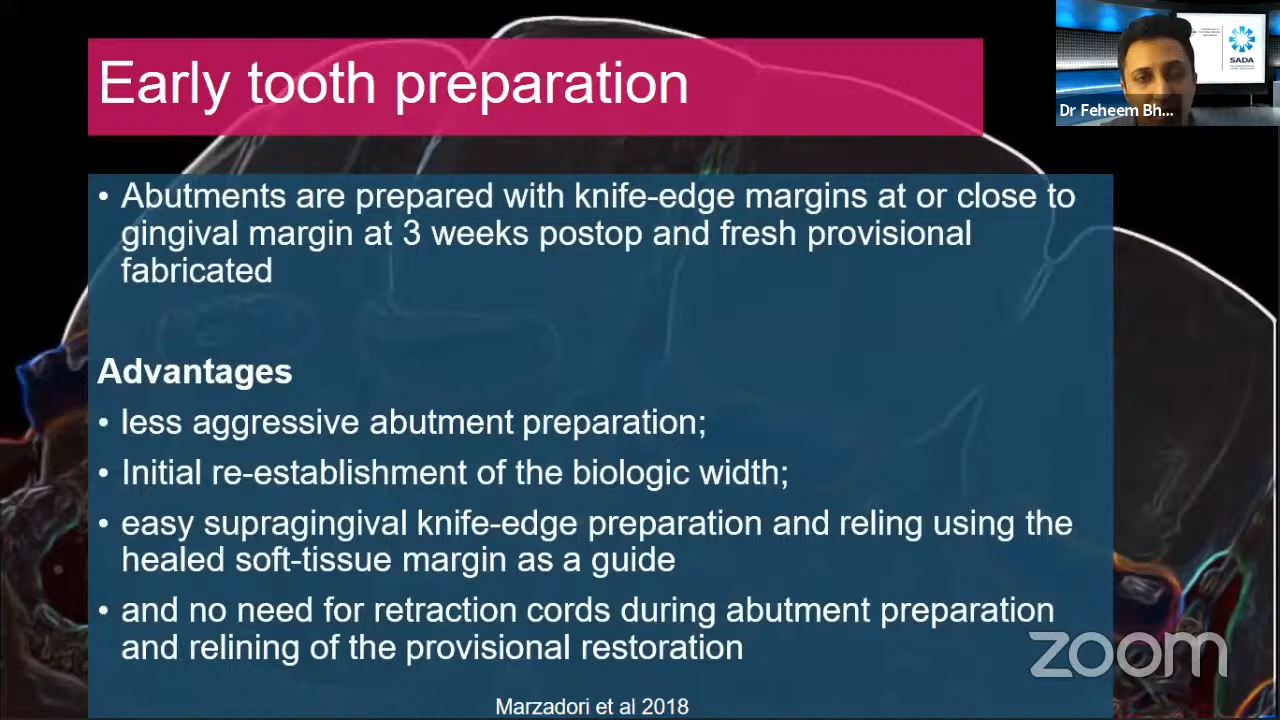 Early tooth preparation
SADA
Dr Feheem Bh...
• Abutments are prepared with knife-edge margins at or close to
gingival margin at 3 weeks postop and fresh provisional
fabricated
Advantages
• less aggressive abutment preparation;
• Initial re-establishment of the biologic width;
• easy supragingival knife-edge preparation and reling using the
healed soft-tissue margin as a guide
• and no need for retraction cords during abutment preparation
and relining of the provisional restoration
zoom
Marzadori et al 2018